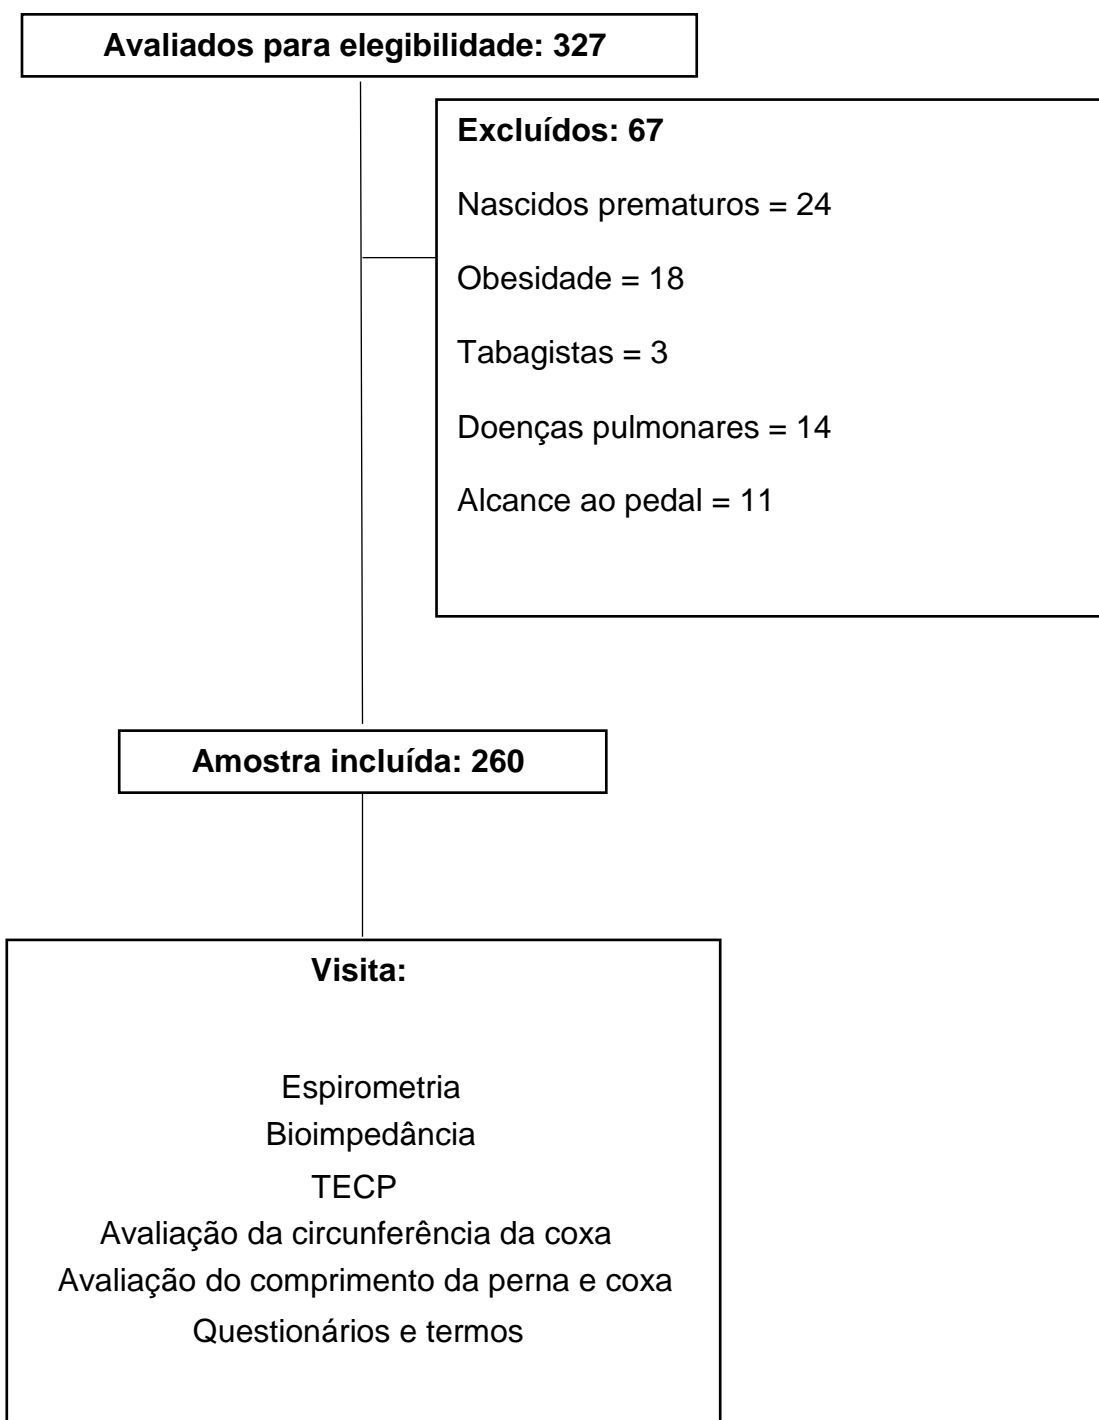 Avaliados para elegibilidade: 327
Excluídos: 67
Nascidos prematuros = 24
Obesidade = 18
Tabagistas = 3
Doenças pulmonares = 14
Alcance ao pedal = 11
Amostra incluída: 260
Visita:
Espirometria
Bioimpedância
TECP
Avaliação da circunferência da coxa
Avaliação do comprimento da perna e coxa
Questionários e termos